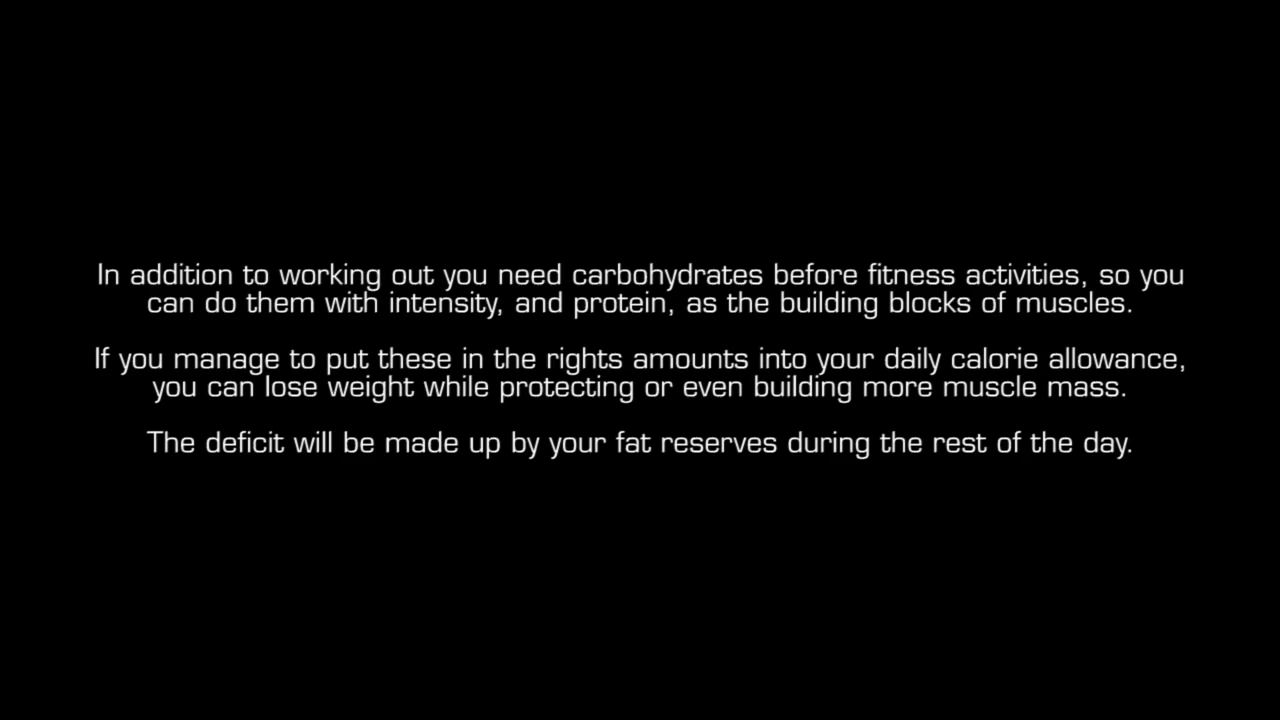 In addition to working out you need carbohydrates before fitness activities, so you
can do them with intensity, and protein, as the building blocks of muscles.
If you manage to put these in the rights amounts into your daily calorie allowance,
you can lose weight while protecting or even building more muscle mass.
The deficit will be made up by your fat reserves during the rest of the day.